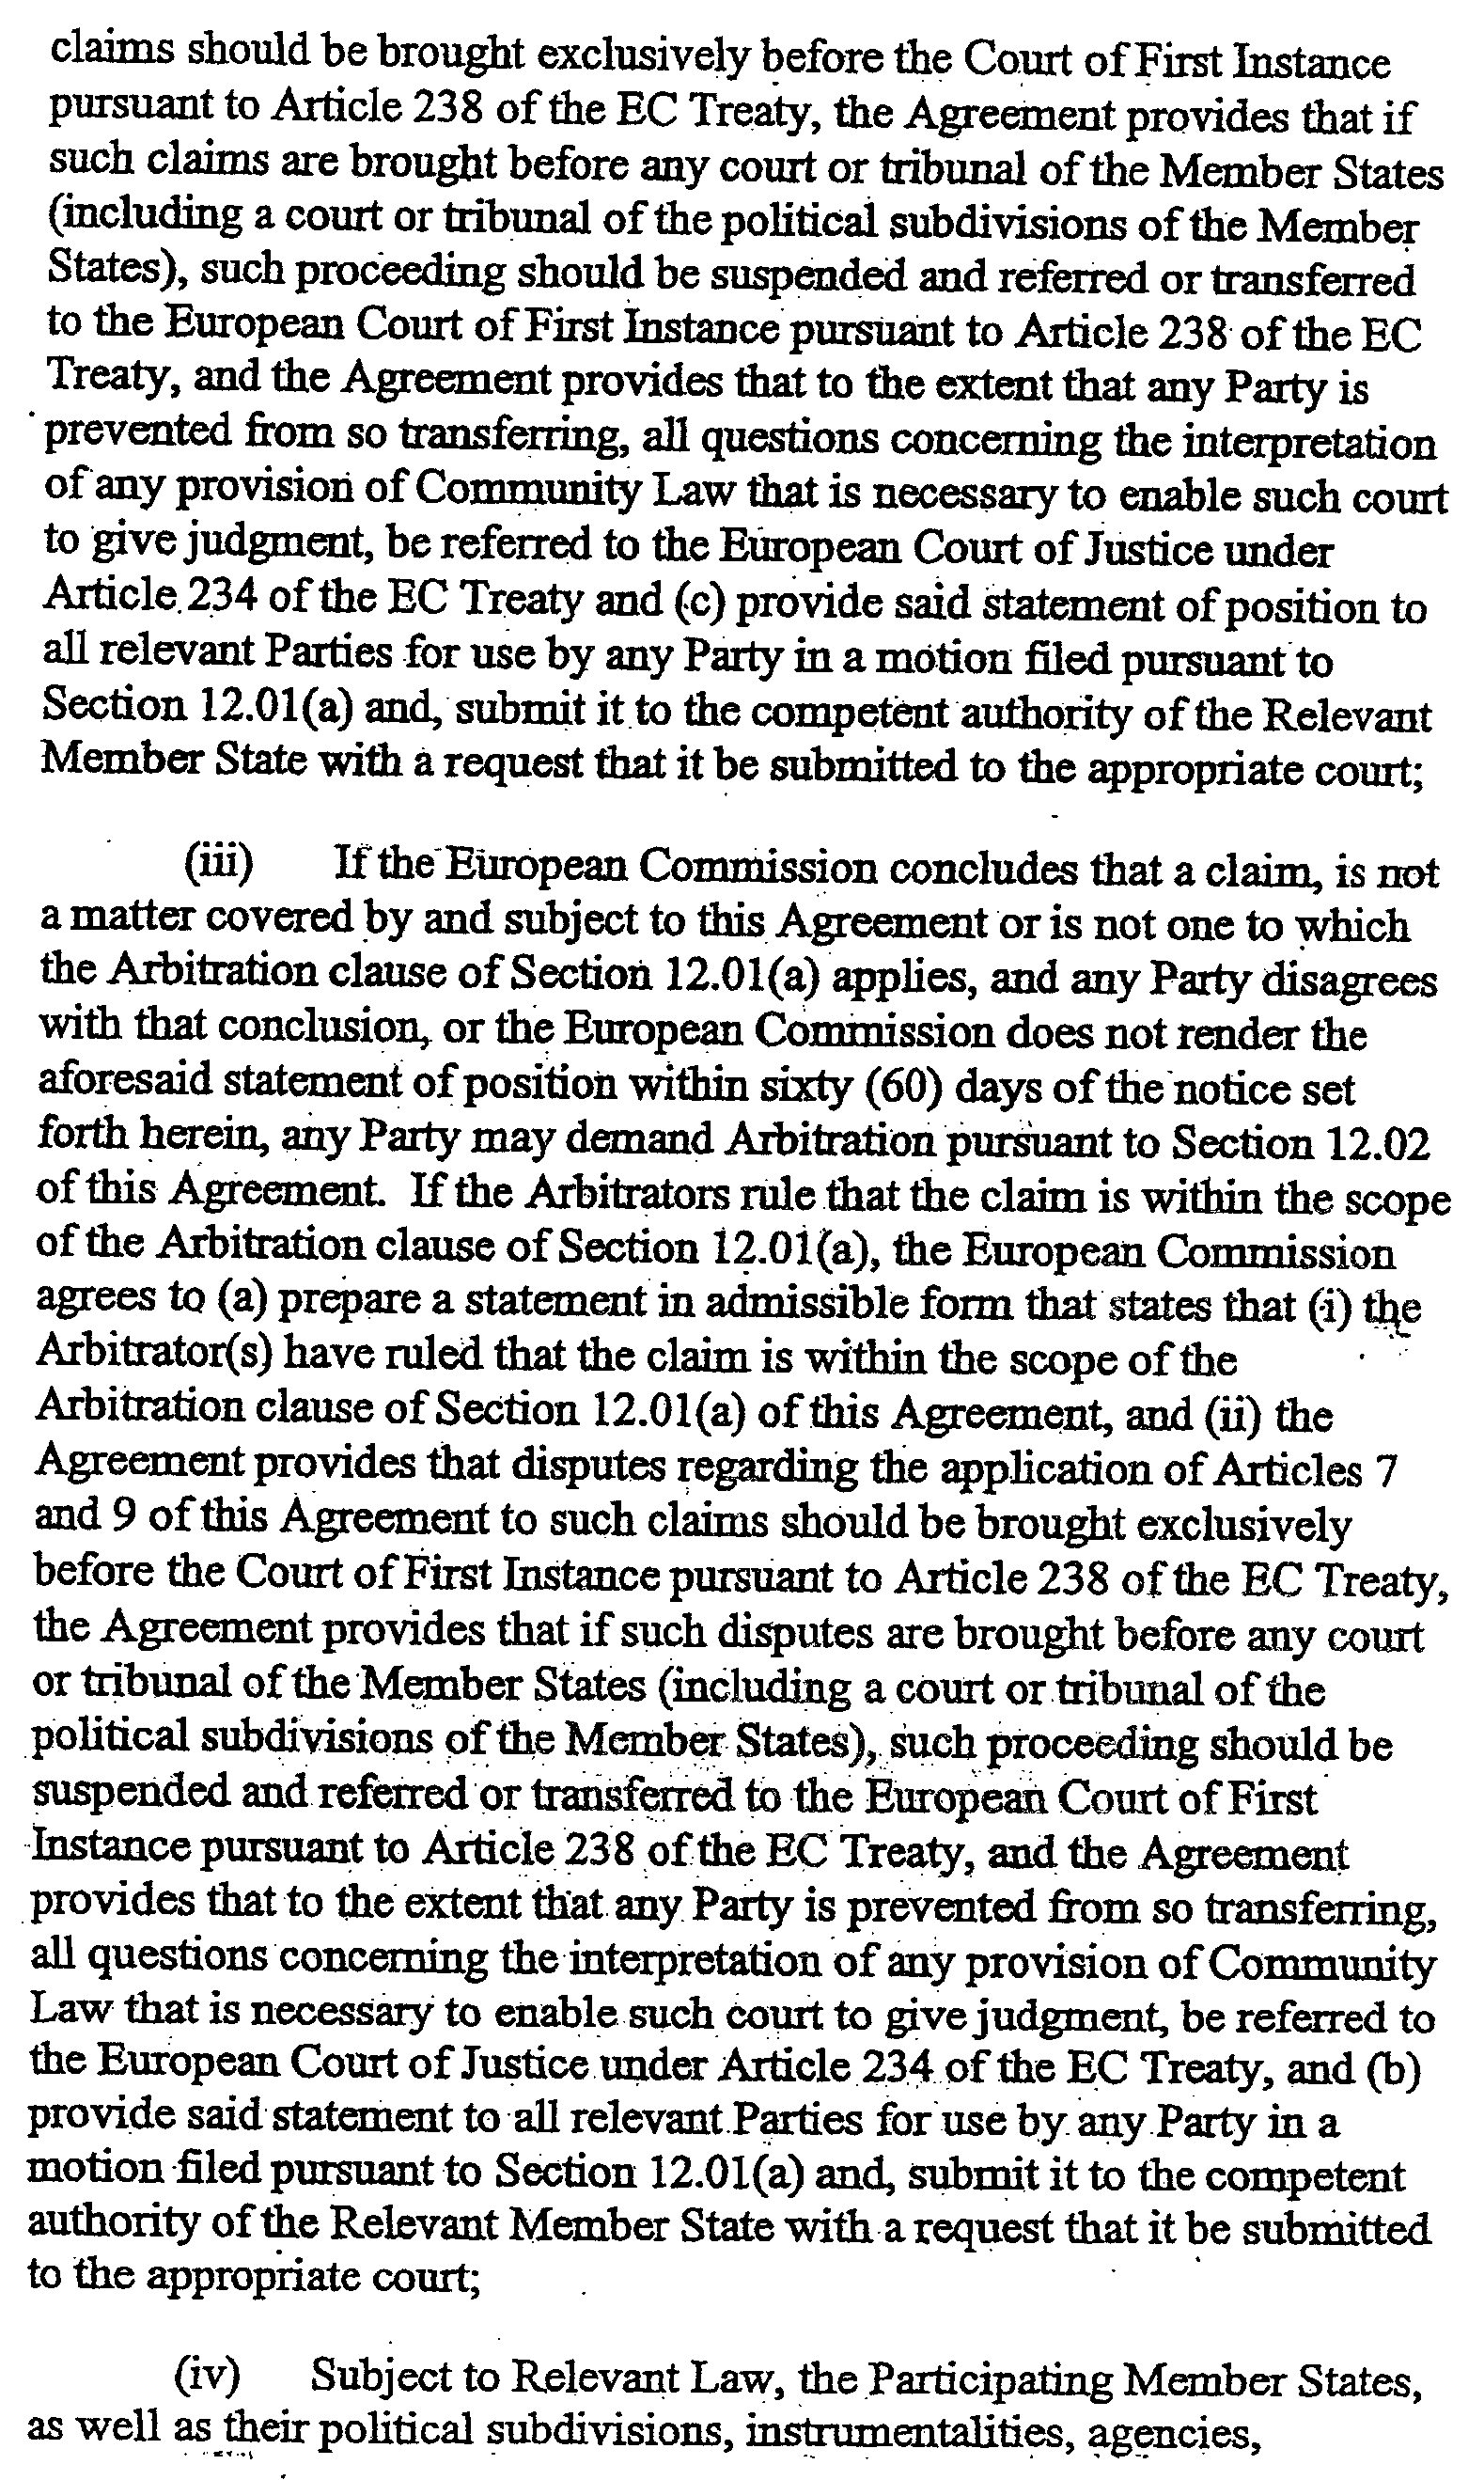 claims should be brought exclusively before the Court of First Instance
pursuant to Article 238 of the EC Treaty, the Agreement provides that if
such claims are brought before any court or tribunal of the Member States
(including a court or tribunal of the political subdivisions of the Member
States), such proceeding should be suspended and referred or transferred
to the European Court of First Instance pursuant to Article 238 of the EC
Treaty, and the Agreement provides that to the extent that any Party is
prevented from so transferring, all questions concerning the interpretation
of any provision of Community Law that is necessary to enable such court
to give judgment, be referred to the European Court of Justice under
Article 234 of the EC Treaty and (c) provide said statement of position to
all relevant Parties for use by any Party in a motion filed pursuant to
Section 12.01(a) and, submit it to the competent authority of the Relevant
Member State with a request that it be submitted to the appropriate court;
(iii) If the European Commission concludes that a claim, is not
a matter covered by and subject to this Agreement or is not one to which
the Arbitration clause of Section 12.01(a) applies, and any Party disagrees
with that conclusion, or the European Commission does not render the
aforesaid statement of position within sixty (60) days of the notice set
forth herein, any Party may demand Arbitration pursuant to Section 12.02
of this Agreement. If the Arbitrators rule that the claim is within the scope
of the Arbitration clause of Section 12.01(a), the European Commission
agrees to (a) prepare a statement in admissible form that states that (i) the
Arbitrator(s) have ruled that the claim is within the scope of the
Arbitration clause of Section 12.01(a) of this Agreement, and (ii) the
Agreement provides that disputes regarding the application of Articles 7
and 9 of this Agreement to such claims should be brought exclusively
before the Court of First Instance pursuant to Article 238 of the EC Treaty,
the Agreement provides that if such disputes are brought before any court
or tribunal of the Member States (including a court or tribunal of the
political subdivisions of the Member States), such proceeding should be
suspended and referred or transferred to the European Court of First
Instance pursuant to Article 238 of the EC Treaty, and the Agreement
provides that to the extent that any Party is prevented from so transferring,
all questions concerning the interpretation of any provision of Community
Law that is necessary to enable such court to give judgment, be referred to
the European Court of Justice under Article 234 of the EC Treaty, and (b)
provide said statement to all relevant Parties for use by any Party in a
motion filed pursuant to Section 12.01(a) and, submit it to the competent
authority of the Relevant Member State with a request that it be submitted
to the appropriate court;
(iv) Subject to Relevant Law, the Participating Member States,
as well as their political subdivisions, instrumentalities, agencies,